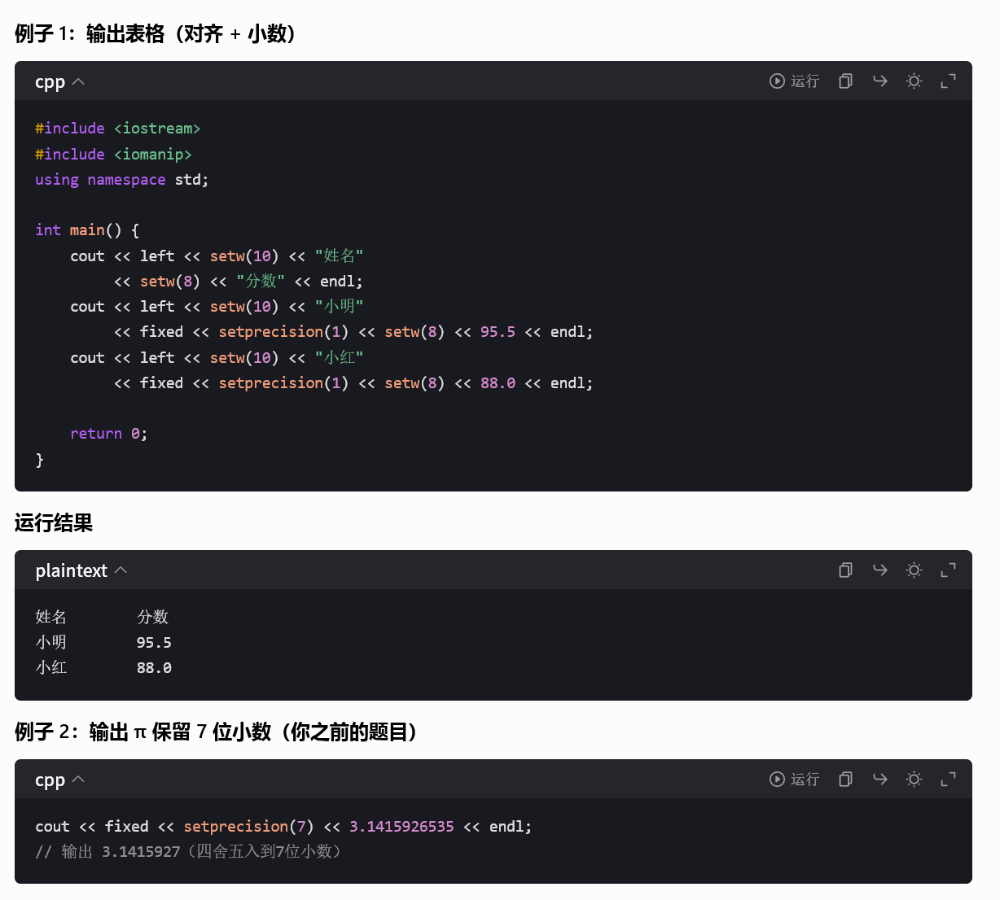 例子 1：输出表格（对齐 + 小数）
cpp 运行
#include <iostream>
#include <iomanip>
using namespace std;
int main() {
    cout << left << setw(10) << "姓名"
         << setw(8) << "分数" << endl;
    cout << left << setw(10) << "小明"
         << fixed << setprecision(1) << setw(8) << 95.5 << endl;
    cout << left << setw(10) << "小红"
         << fixed << setprecision(1) << setw(8) << 88.0 << endl;
    return 0;
}
运行结果
plaintext
姓名        分数
小明        95.5
小红        88.0
例子 2：输出 π 保留 7 位小数（你之前的题目）
cpp 运行
cout << fixed << setprecision(7) << 3.1415926535 << endl;
// 输出 3.1415927（四舍五入到7位小数）